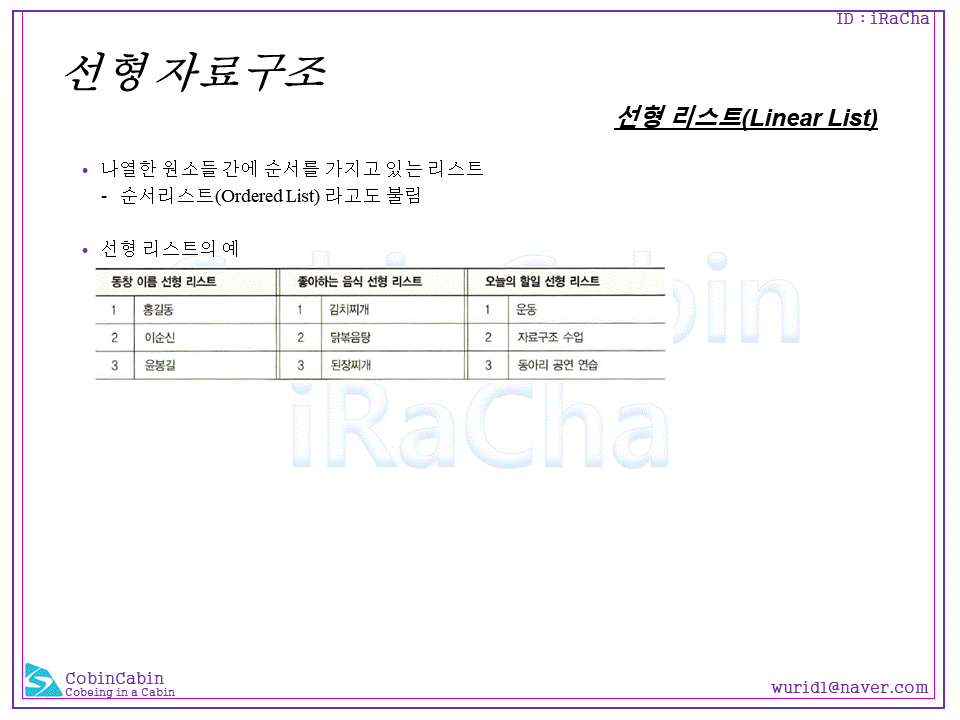 ID : iRaCha
선형 자료구조
선형 리스트(Linear List)
• 나열한 원소들 간에 순서를 가지고 있는 리스트
- 순서리스트(Ordered List) 라고도 불림
• 선형 리스트의 예
동창 이름 선형 리스트 좋아하는 음식 선형 리스트 오늘의 할일 선형 리스트
1 홍길동 1 김치찌개 1 운동
2 이순신 2 닭볶음탕 2 자료구조 수업
3 윤봉길 3 된장찌개 3 동아리 공연 연습
CobinCabin
iRaCha
CobinCabin
Cobeing in a Cabin
wurid1@naver.com